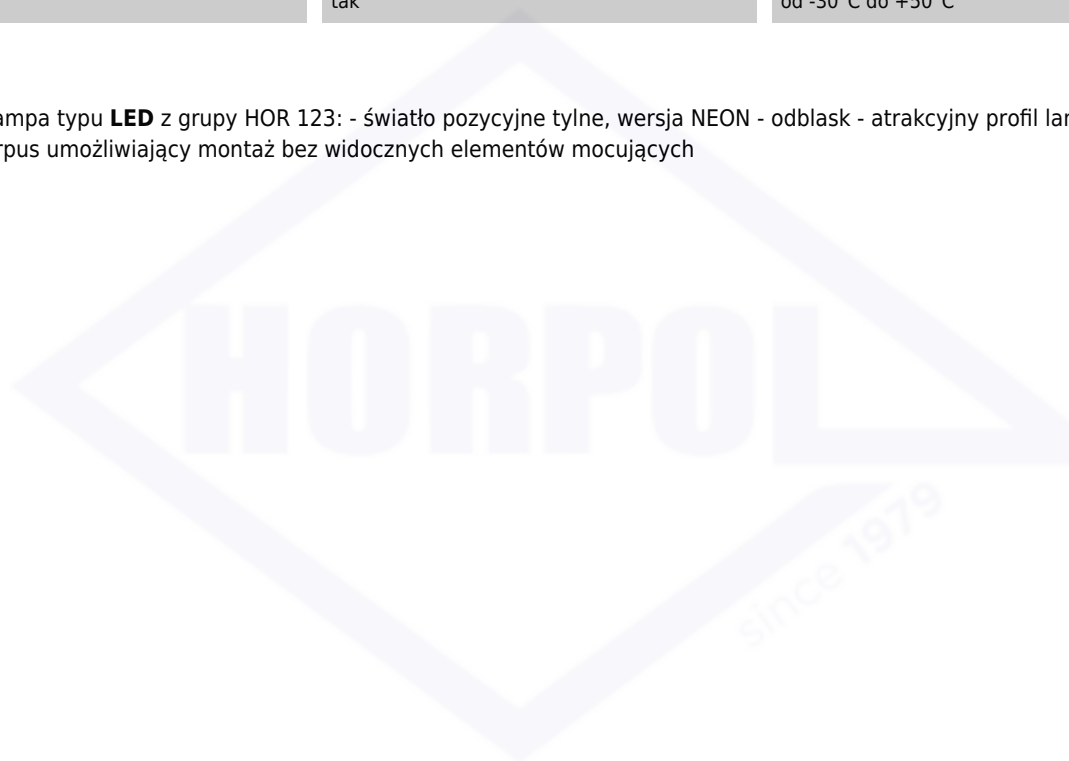 tak od -30°C do +50°C
ampa typu LED z grupy HOR 123: - światło pozycyjne tylne, wersja NEON - odblask - atrakcyjny profil lar
rpus umożliwiający montaż bez widocznych elementów mocujących
HORPOL
since 1979